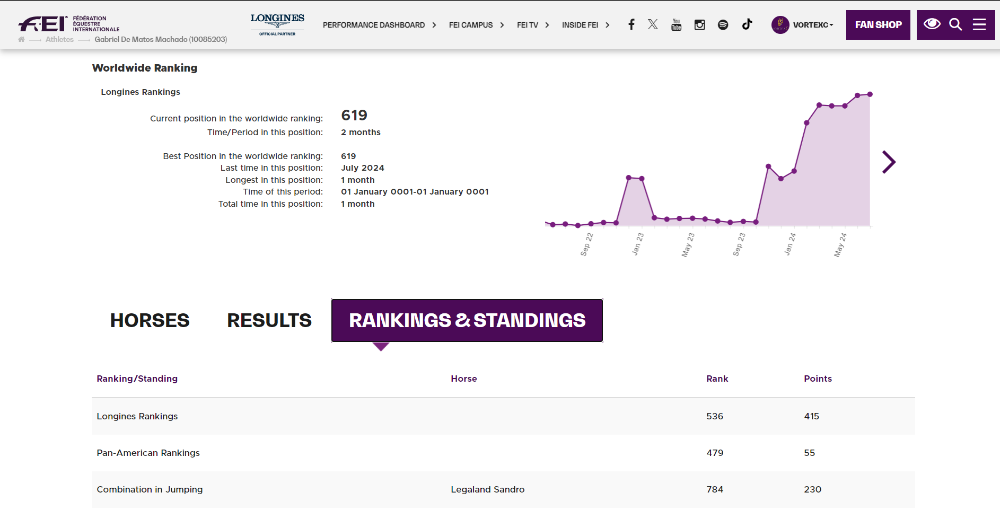 FEI
FÉDÉRATION
ÉQUESTRE
INTERNATIONALE
LONGINES
OFFICIAL PARTNER
PERFORMANCE DASHBOARD
FEI CAMPUS
FEI TV
INSIDE FEI
You
Tube
VORTEXC
FAN SHOP
Athletes
Gabriel De Matos Machado (10085203)
Worldwide Ranking
Longines Rankings
Current position in the worldwide ranking: 619
Time/Period in this position: 2 months
Best Position in the worldwide ranking: 619
Last time in this position: July 2024
Longest in this position: 1 month
Time of this period: 01 January 0001-01 January 0001
Total time in this position: 1 month
Sep 22
Jan 23
May 23
Sep 23
Jan 24
May 24
HORSES
RESULTS
RANKINGS & STANDINGS
Ranking/Standing Horse Rank Points
Longines Rankings 536 415
Pan-American Rankings 479 55
Combination in Jumping Legaland Sandro 784 230